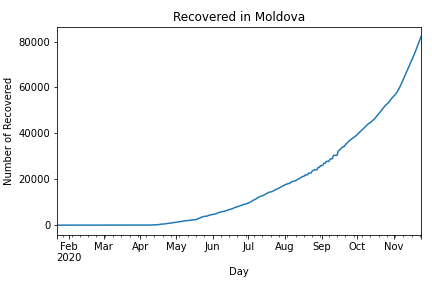 Recovered in Moldova
80000
60000
40000
20000
0
Number of Recovered
Feb Mar Apr May Jun Jul Aug Sep Oct Nov
2020
Day